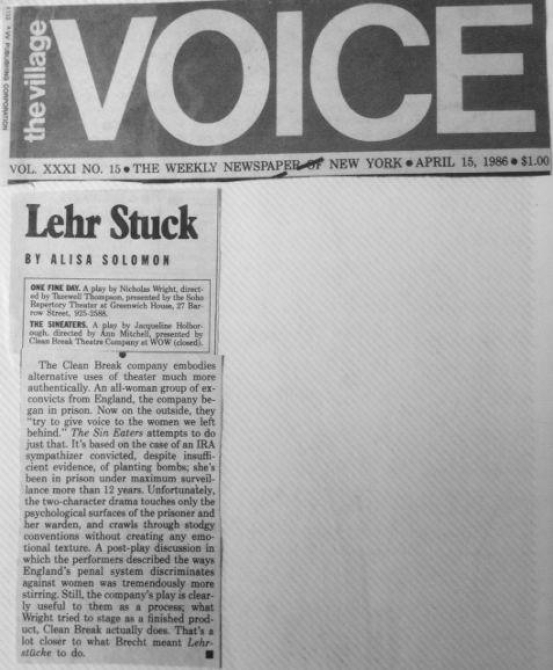 ©1986 V.V. PUBLISHING CORPORATION
the village
VOICE
VOL. XXXI NO. 15 • THE WEEKLY NEWSPAPER OF NEW YORK • APRIL 15, 1986 • $1.00
Lehr Stuck
BY ALISA SOLOMON
ONE FINE DAY. A play by Nicholas Wright, direct-
ed by Tazewell Thompson, presented by the Soho
Repertory Theater at Greenwich House, 27 Bar-
row Street, 925-2588.
THE SINEATERS. A play by Jacqueline Holbor-
ough, directed by Ann Mitchell, presented by
Clean Break Theatre Company at WOW (closed).
The Clean Break company embodies
alternative uses of theater much more
authentically. An all-woman group of ex-
convicts from England, the company be-
gan in prison. Now on the outside, they
"try to give voice to the women we left
behind." The Sin Eaters attempts to do
just that. It's based on the case of an IRA
sympathizer convicted, despite insuffi-
cient evidence, of planting bombs; she's
been in prison under maximum surveil-
lance more than 12 years. Unfortunately,
the two-character drama touches only the
psychological surfaces of the prisoner and
her warden, and crawls through stodgy
conventions without creating any emo-
tional texture. A post-play discussion in
which the performers described the ways
England's penal system discriminates
against women was tremendously more
stirring. Still, the company's play is clear-
ly useful to them as a process; what
Wright tried to stage as a finished prod-
uct, Clean Break actually does. That's a
lot closer to what Brecht meant Lehr-
stücke to do.